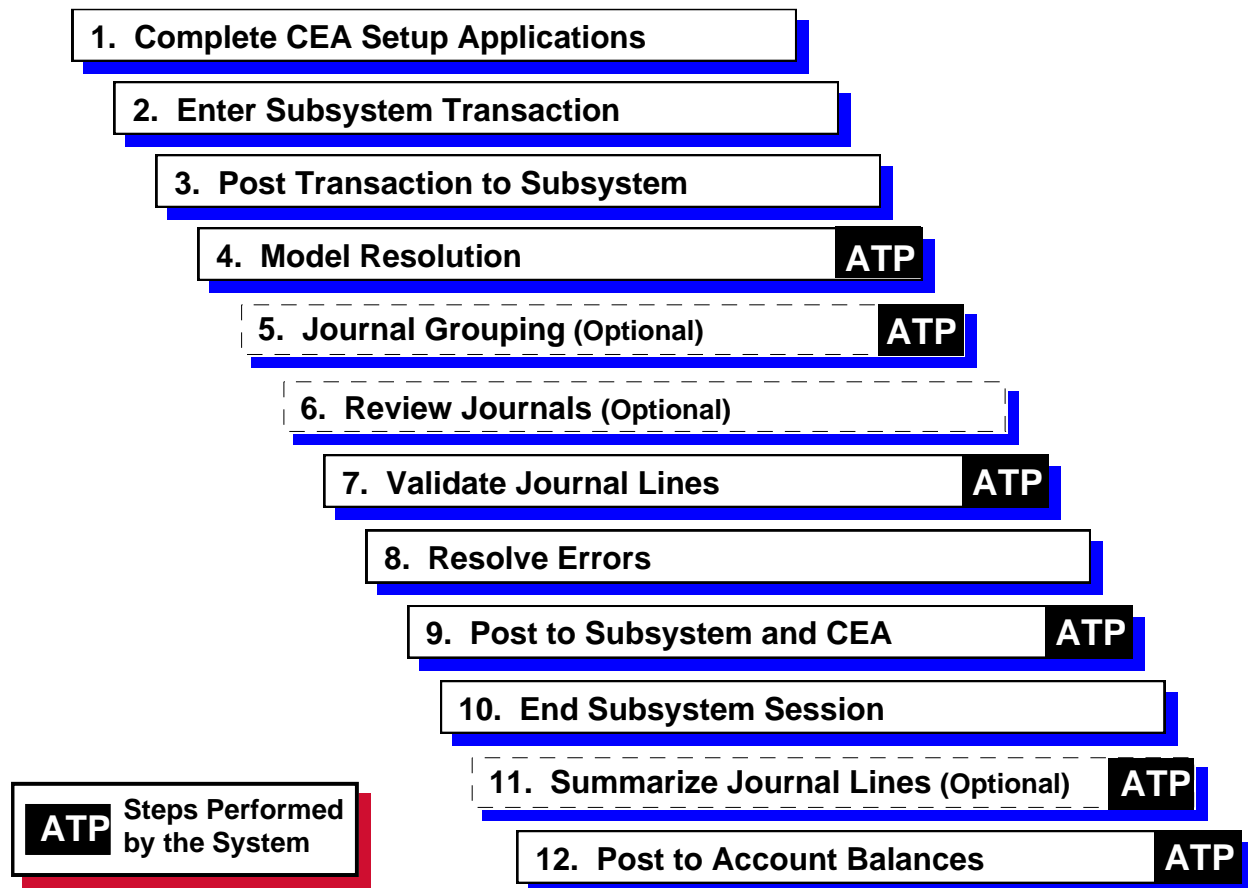 1. Complete CEA Setup Applications
2. Enter Subsystem Transaction
3. Post Transaction to Subsystem
4. Model Resolution ATP
5. Journal Grouping (Optional) ATP
6. Review Journals (Optional)
7. Validate Journal Lines ATP
8. Resolve Errors
9. Post to Subsystem and CEA ATP
10. End Subsystem Session
11. Summarize Journal Lines (Optional) ATP
12. Post to Account Balances ATP
ATP Steps Performed
by the System